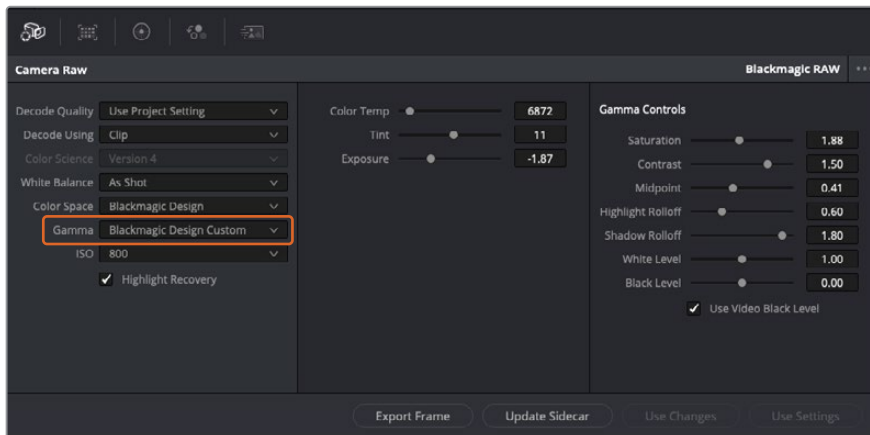 Camera Raw
Blackmagic RAW
Decode Quality Use Project Setting
Decode Using Clip
Color Science Version 4
White Balance As Shot
Color Space Blackmagic Design
Gamma Blackmagic Design Custom
ISO 800
Highlight Recovery
Color Temp 6872
Tint 11
Exposure -1.87
Gamma Controls
Saturation 1.88
Contrast 1.50
Midpoint 0.41
Highlight Rolloff 0.60
Shadow Rolloff 1.80
White Level 1.00
Black Level 0.00
Use Video Black Level
Export Frame
Update Sidecar
Use Changes
Use Settings